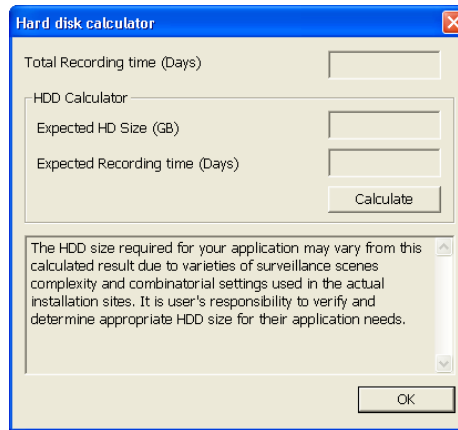 Hard disk calculator
Total Recording time (Days)
HDD Calculator
Expected HD Size (GB)
Expected Recording time (Days)
Calculate
The HDD size required for your application may vary from this
calculated result due to varieties of surveillance scenes
complexity and combinatorial settings used in the actual
installation sites. It is user's responsibility to verify and
determine appropriate HDD size for their application needs.
OK